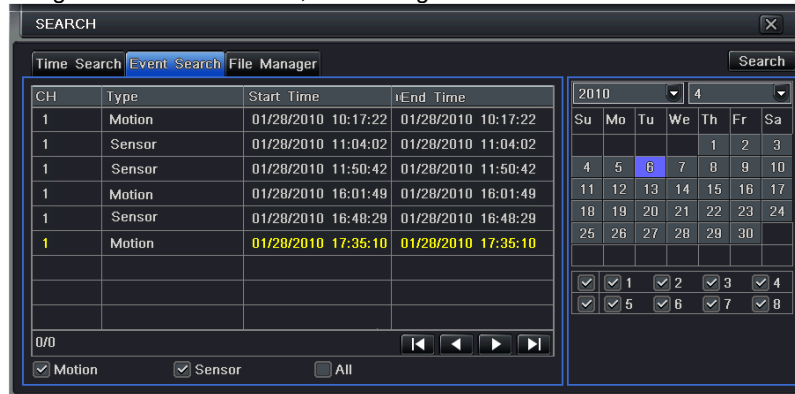 SEARCH
Time Search Event Search File Manager Search
CH Type Start Time End Time
1 Motion 01/28/2010 10:17:22 01/28/2010 10:17:22
1 Sensor 01/28/2010 11:04:02 01/28/2010 11:04:02
1 Sensor 01/28/2010 11:50:42 01/28/2010 11:50:42
1 Motion 01/28/2010 16:01:49 01/28/2010 16:01:49
1 Sensor 01/28/2010 16:48:29 01/28/2010 16:48:29
1 Motion 01/28/2010 17:35:10 01/28/2010 17:35:10
0/0
Motion Sensor All
2010 4
Su Mo Tu We Th Fr Sa
1 2 3
4 5 6 7 8 9 10
11 12 13 14 15 16 17
18 19 20 21 22 23 24
25 26 27 28 29 30
1 2 3 4
5 6 7 8